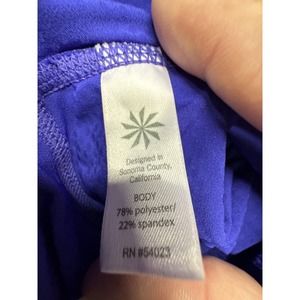 Designed in
Sonoma County,
California
BODY
78% polyester/
22% spandex
RN #54023